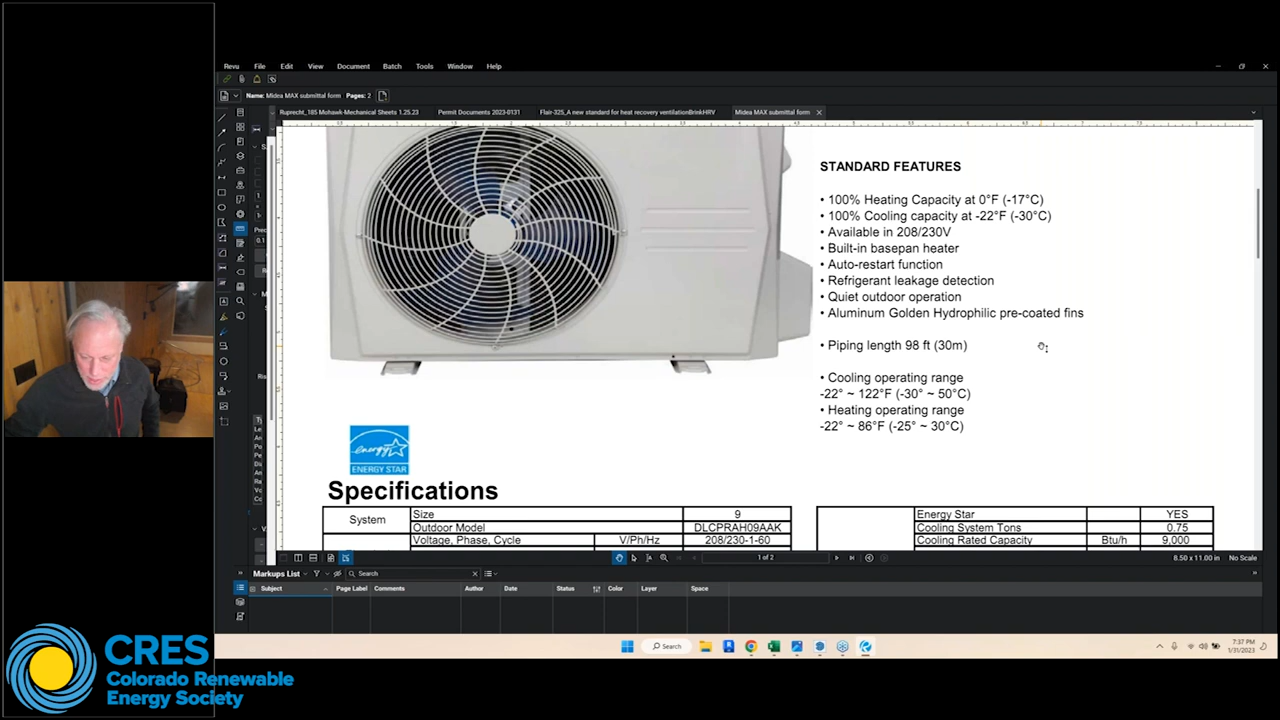 Revu File Edit View Document Batch Tools Window Help
Name: Midea MAX submittal form Pages: 2
Ruprecht_185 Mohawk-Mechanical Sheets 1.25.23 Permit Documents 2023-0131 Flair-325_A new standard for heat recovery ventilationBrinkHRV Midea MAX submittal form
STANDARD FEATURES
• 100% Heating Capacity at 0°F (-17°C)
• 100% Cooling capacity at -22°F (-30°C)
• Available in 208/230V
• Built-in basepan heater
• Auto-restart function
• Refrigerant leakage detection
• Quiet outdoor operation
• Aluminum Golden Hydrophilic pre-coated fins
• Piping length 98 ft (30m)
• Cooling operating range
-22° ~ 122°F (-30° ~ 50°C)
• Heating operating range
-22° ~ 86°F (-25° ~ 30°C)
energy
ENERGY STAR
Specifications
System
Size 9
Outdoor Model DLCPRAH09AAK
Voltage, Phase, Cycle V/Ph/Hz 208/230-1-60
Energy Star YES
Cooling System Tons 0.75
Cooling Rated Capacity Btu/h 9,000
1 of 2
8.50 x 11.00 in No Scale
Markups List Search
Subject Page Label Comments Author Date Status Color Layer Space
Search
7:37 PM
1/31/2023
CRES
Colorado Renewable
Energy Society